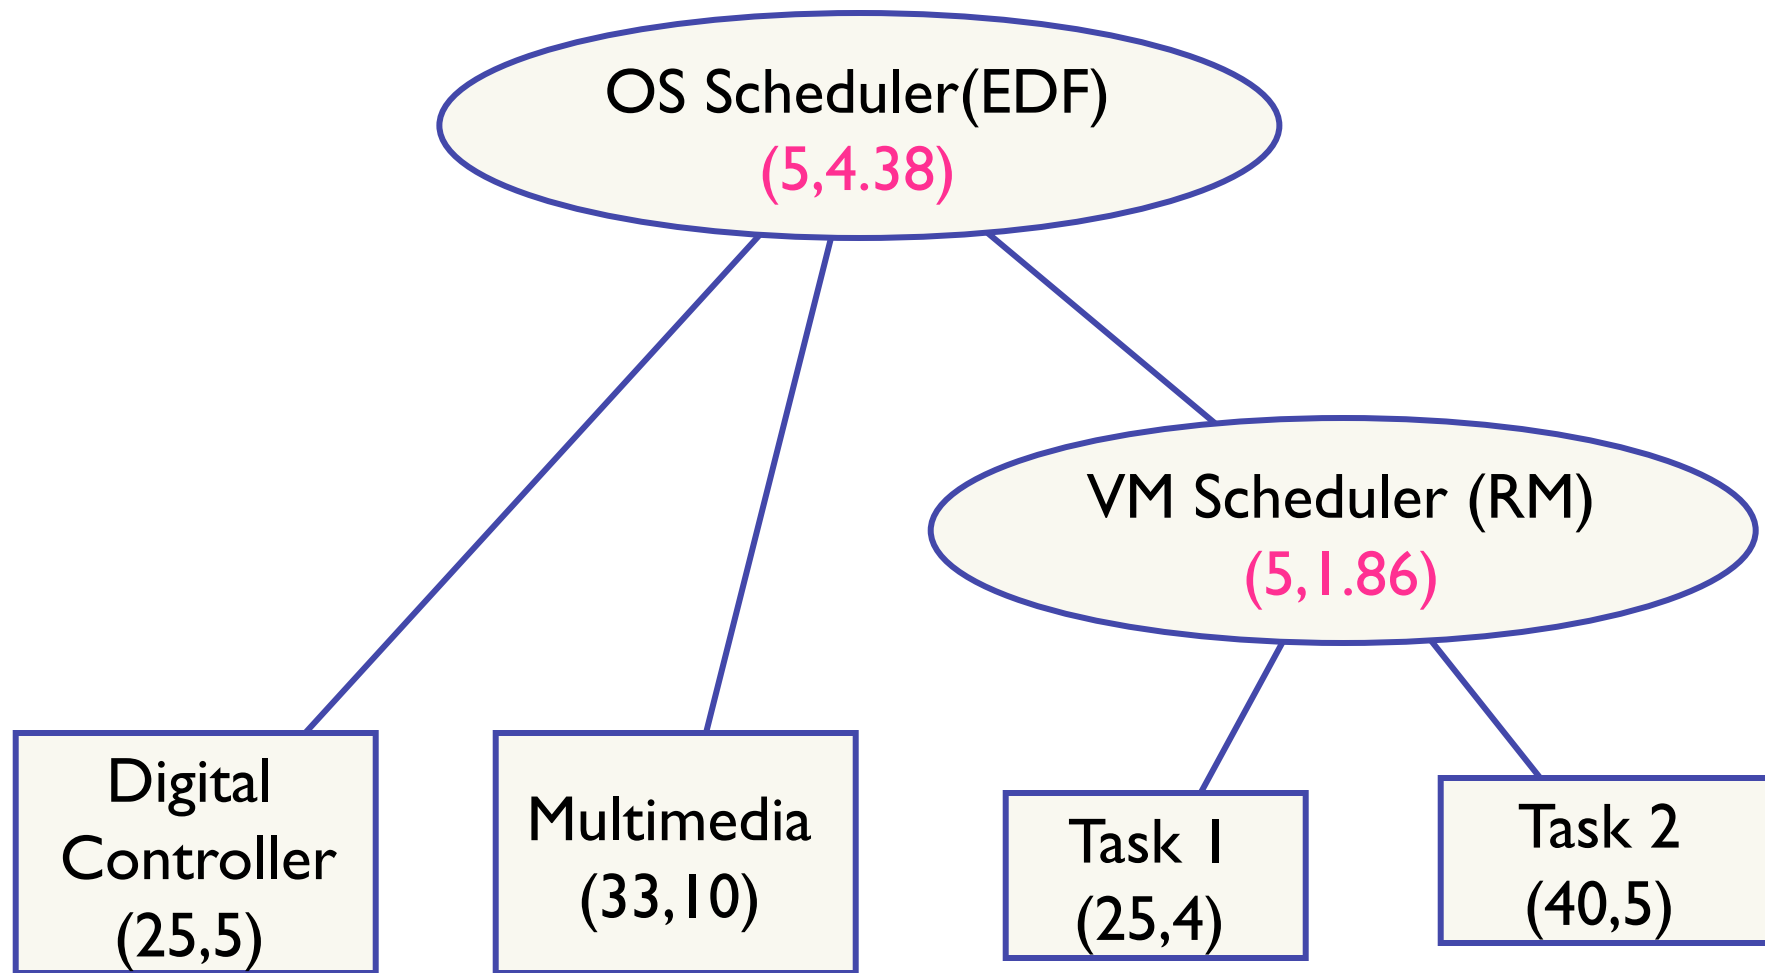 OS Scheduler(EDF)
(5,4.38)
VM Scheduler (RM)
(5,1.86)
Digital
Controller
(25,5)
Multimedia
(33,10)
Task 1
(25,4)
Task 2
(40,5)